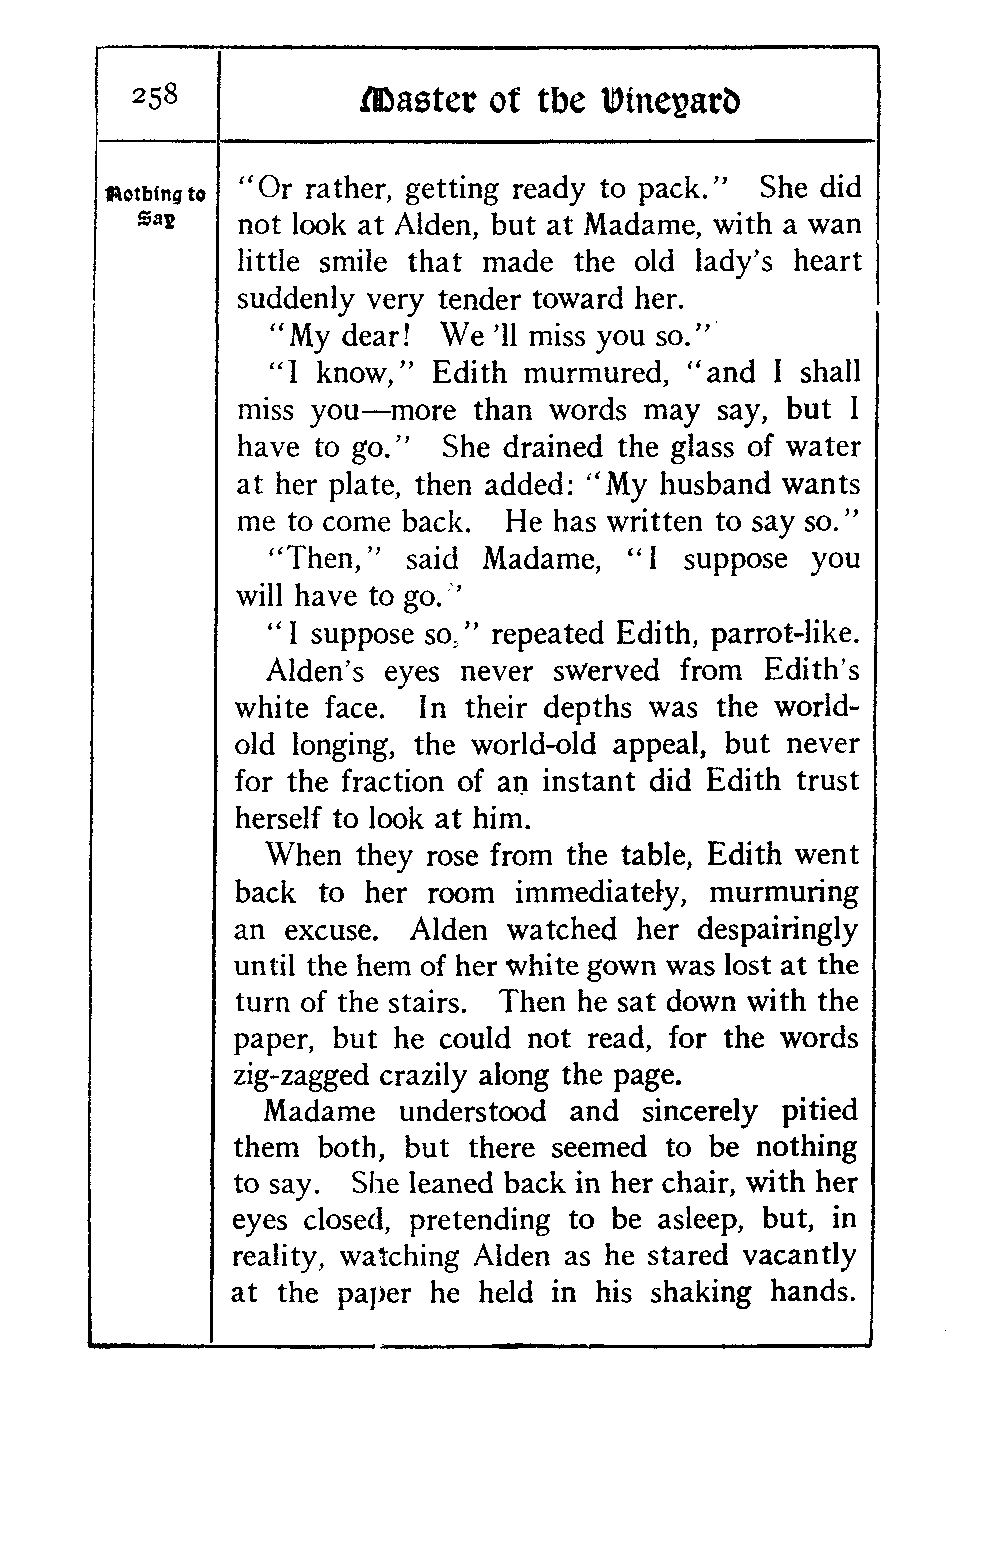 258
Master of the Vineyard
Nothing to
Say
"Or rather, getting ready to pack." She did
not look at Alden, but at Madame, with a wan
little smile that made the old lady's heart
suddenly very tender toward her.
"My dear! We 'll miss you so."
"I know," Edith murmured, "and I shall
miss you—more than words may say, but I
have to go." She drained the glass of water
at her plate, then added: "My husband wants
me to come back. He has written to say so."
"Then," said Madame, "I suppose you
will have to go."
"I suppose so," repeated Edith, parrot-like.
Alden's eyes never swerved from Edith's
white face. In their depths was the world-
old longing, the world-old appeal, but never
for the fraction of an instant did Edith trust
herself to look at him.
When they rose from the table, Edith went
back to her room immediately, murmuring
an excuse. Alden watched her despairingly
until the hem of her white gown was lost at the
turn of the stairs. Then he sat down with the
paper, but he could not read, for the words
zig-zagged crazily along the page.
Madame understood and sincerely pitied
them both, but there seemed to be nothing
to say. She leaned back in her chair, with her
eyes closed, pretending to be asleep, but, in
reality, watching Alden as he stared vacantly
at the paper he held in his shaking hands.